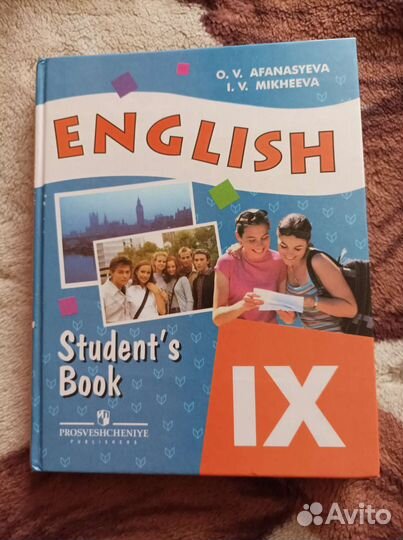 O. V. AFANASYEVA
I. V. MIKHEEVA
ENGLISH
Student's
Book
IX
PROSVESHCHENIYE
PUBLISHERS
Avito